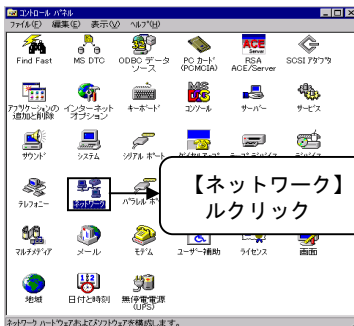 コントロール パネル
ファイル(F) 編集(E) 表示(V) ヘルプ(H)
Find Fast
MS DTC
ODBC データ ソース
PC カード (PCMCIA)
ACE Server
RSA ACE/Server
SCSI アダプタ
アプリケーションの 追加と削除
インターネット オプション
キーボード
コンソール
サーバー
サービス
サウンド
システム
シリアル ポート
テレフォニー
ネットワーク
パラレル ポ
【ネットワーク】
ルクリック
マルチメディア
メール
モデム
ユーザー補助
ライセンス
画面
地域
日付と時刻
無停電電源 (UPS)
ネットワーク ハードウェアおよびソフトウェアを構成します。